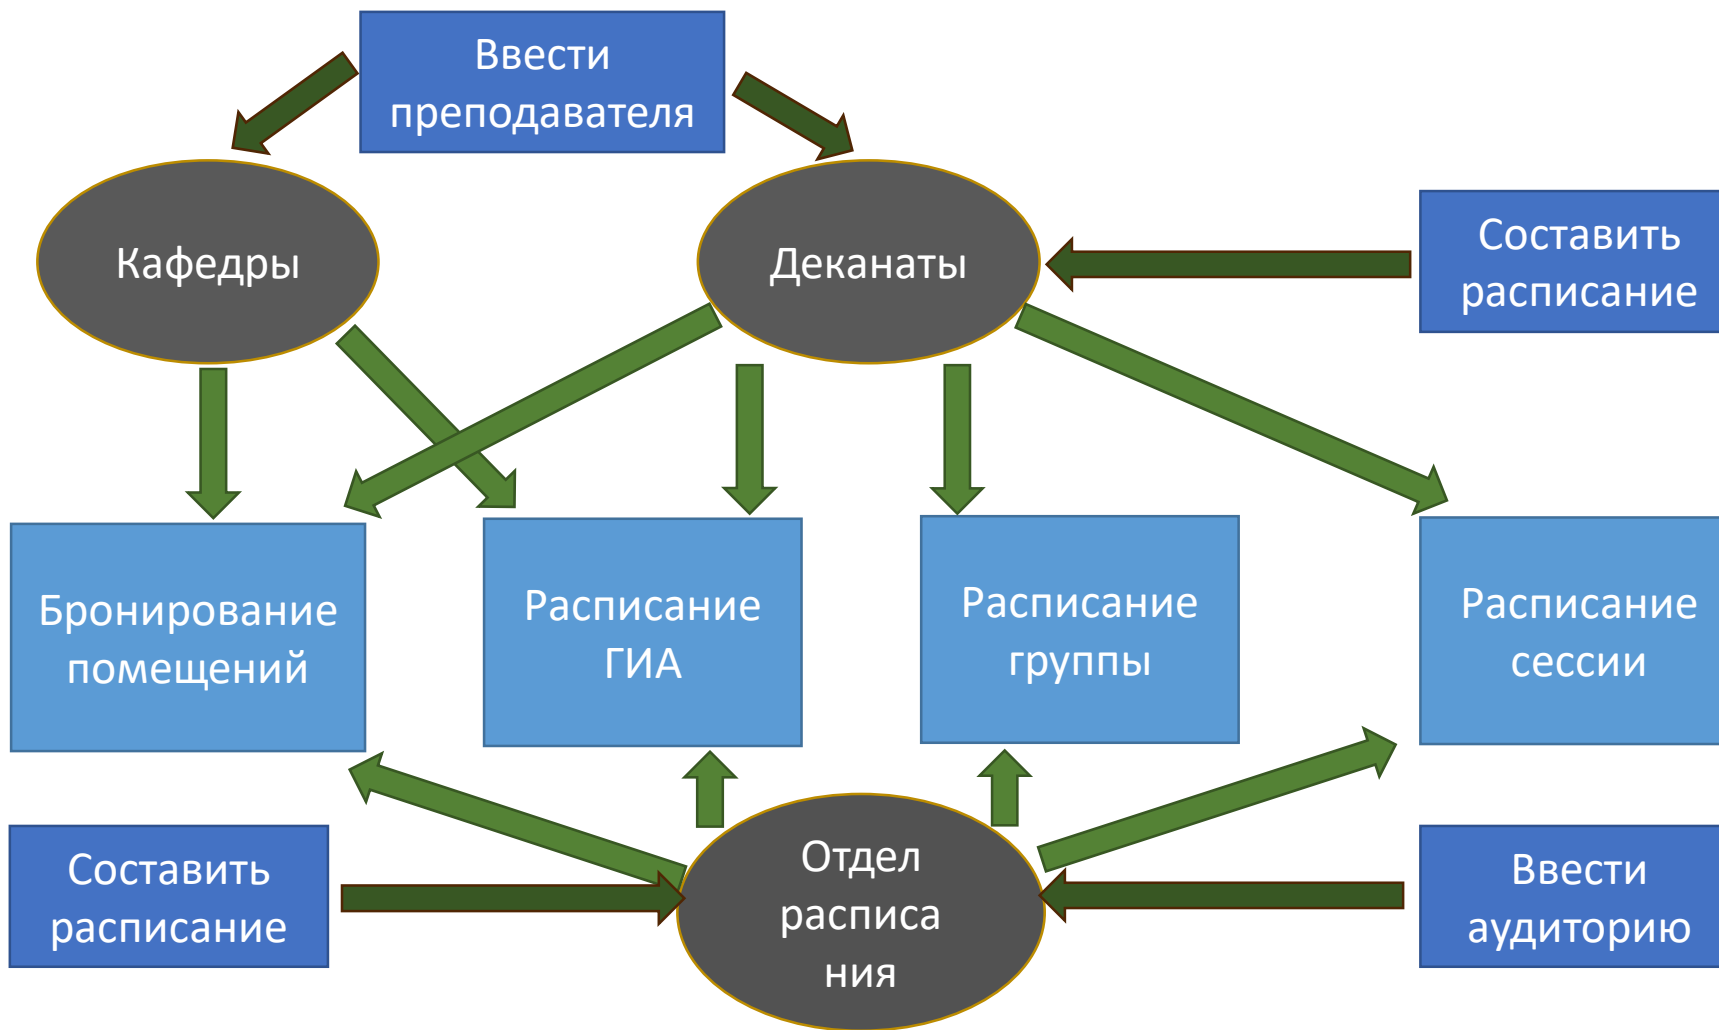 Ввести
преподавателя
Кафедры
Деканаты
Составить
расписание
Бронирование
помещений
Расписание
ГИА
Расписание
группы
Расписание
сессии
Составить
расписание
Отдел
расписа
ния
Ввести
аудиторию